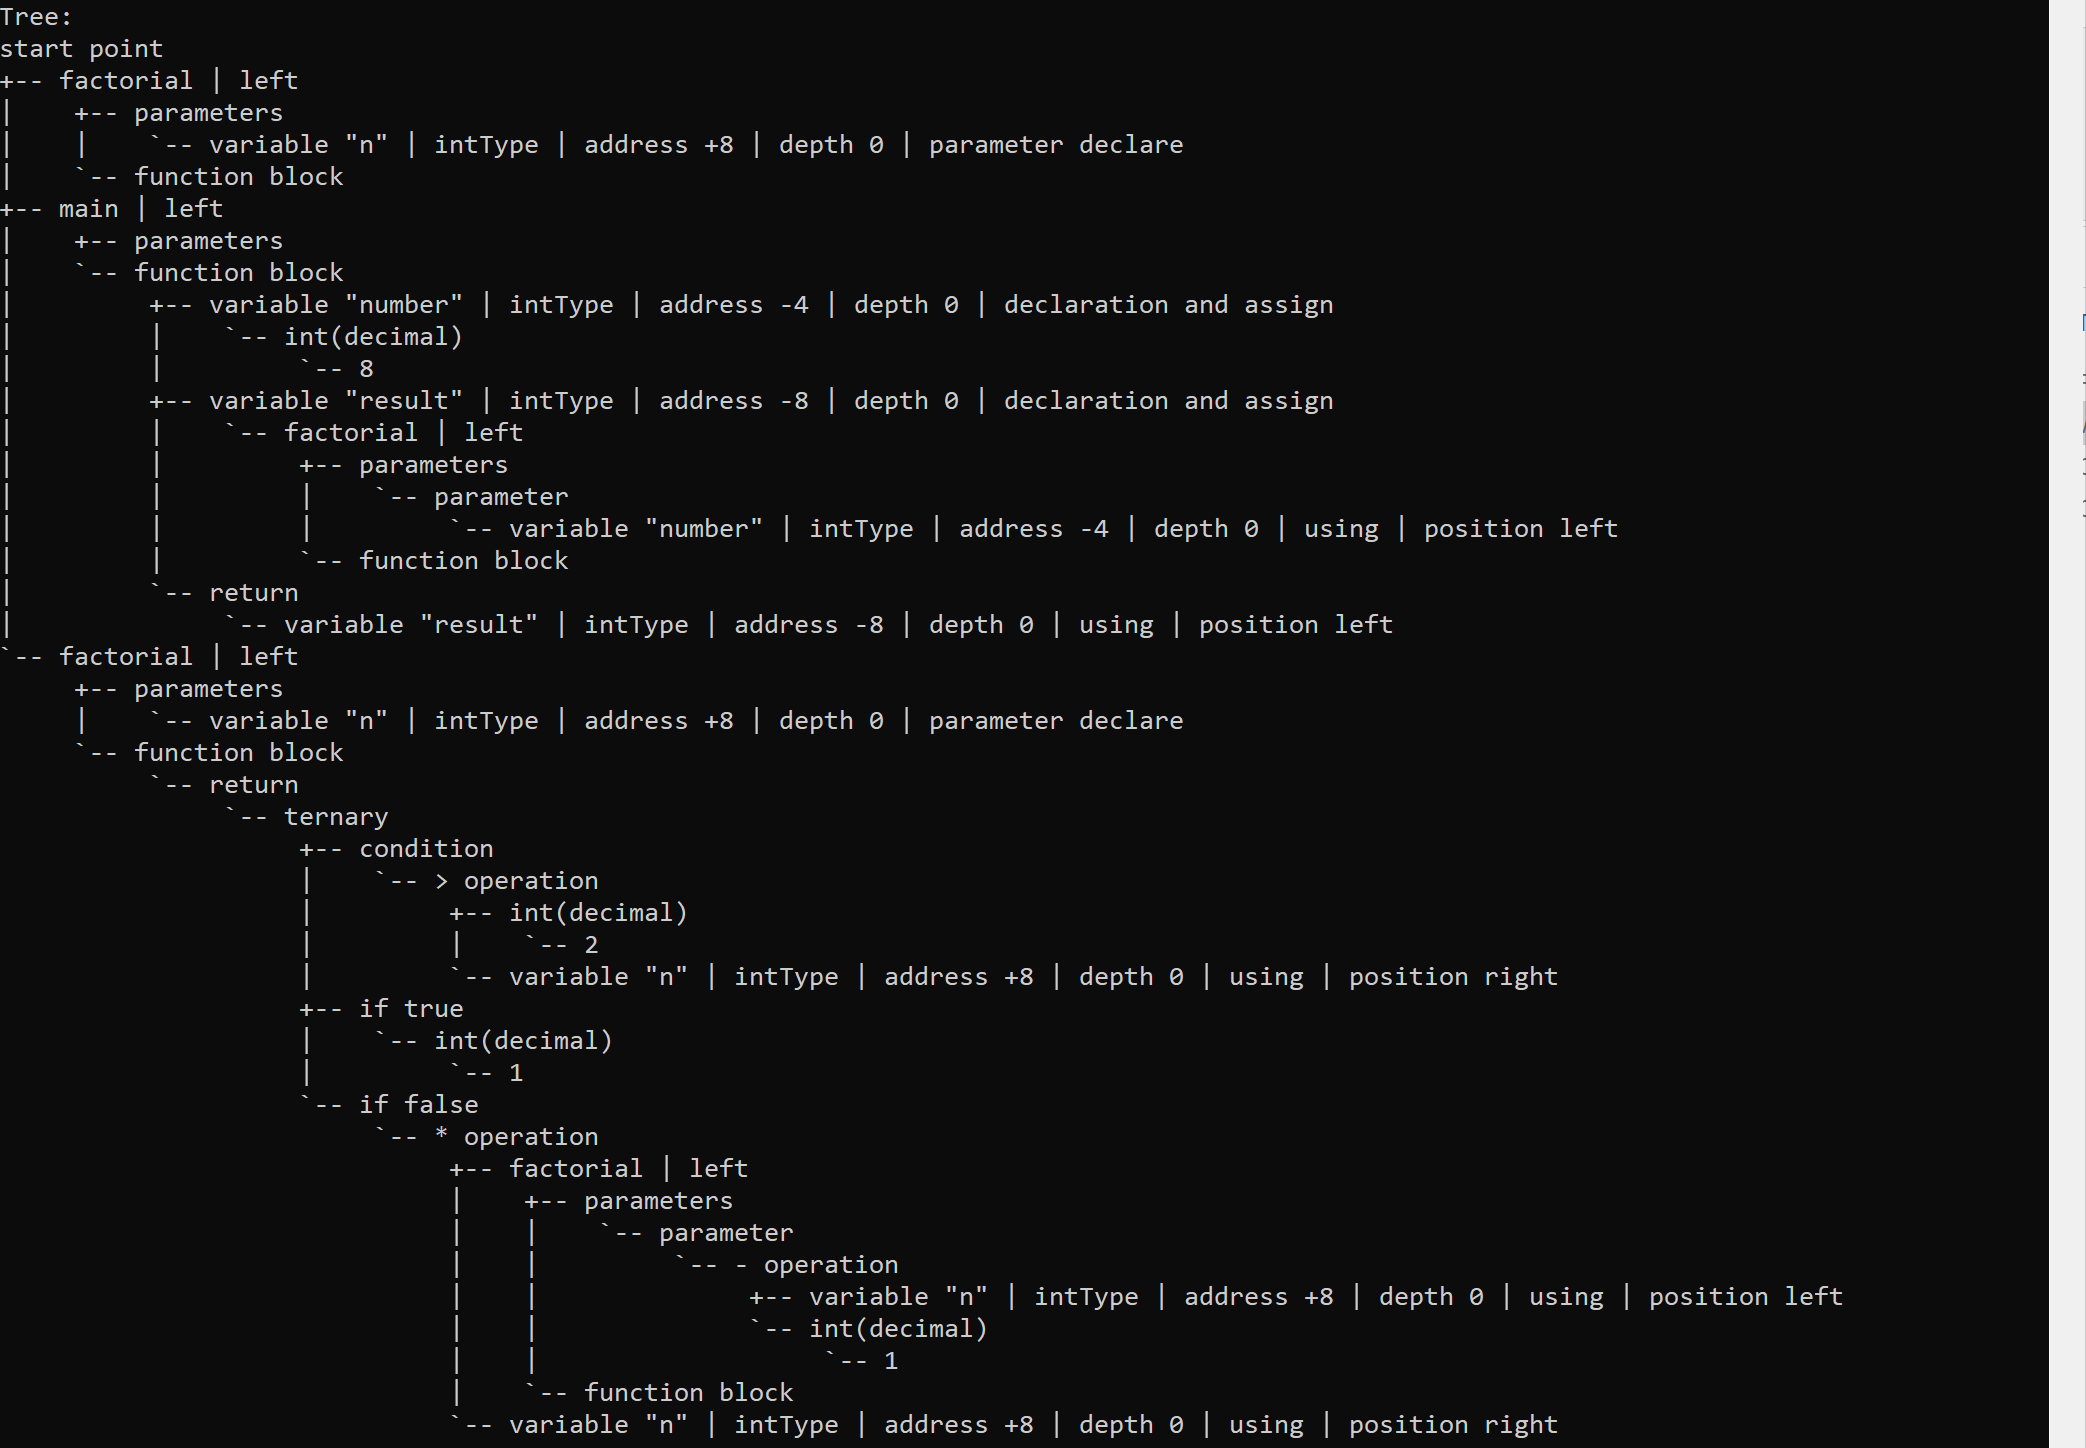 Tree:
start point
+-- factorial | left
|    +-- parameters
|    |    `-- variable "n" | intType | address +8 | depth 0 | parameter declare
|    `-- function block
+-- main | left
|    +-- parameters
|    `-- function block
|         +-- variable "number" | intType | address -4 | depth 0 | declaration and assign
|         |    `-- int(decimal)
|         |         `-- 8
|         +-- variable "result" | intType | address -8 | depth 0 | declaration and assign
|         |    `-- factorial | left
|         |         +-- parameters
|         |         |    `-- parameter
|         |         |         `-- variable "number" | intType | address -4 | depth 0 | using | position left
|         |         `-- function block
|         `-- return
|              `-- variable "result" | intType | address -8 | depth 0 | using | position left
`-- factorial | left
     +-- parameters
     |    `-- variable "n" | intType | address +8 | depth 0 | parameter declare
     `-- function block
          `-- return
               `-- ternary
                    +-- condition
                    |    `-- > operation
                    |         +-- int(decimal)
                    |         |    `-- 2
                    |         `-- variable "n" | intType | address +8 | depth 0 | using | position right
                    +-- if true
                    |    `-- int(decimal)
                    |         `-- 1
                    `-- if false
                         `-- * operation
                              +-- factorial | left
                              |    +-- parameters
                              |    |    `-- parameter
                              |    |         `-- - operation
                              |    |              +-- variable "n" | intType | address +8 | depth 0 | using | position left
                              |    |              `-- int(decimal)
                              |    |                   `-- 1
                              |    `-- function block
                              `-- variable "n" | intType | address +8 | depth 0 | using | position right